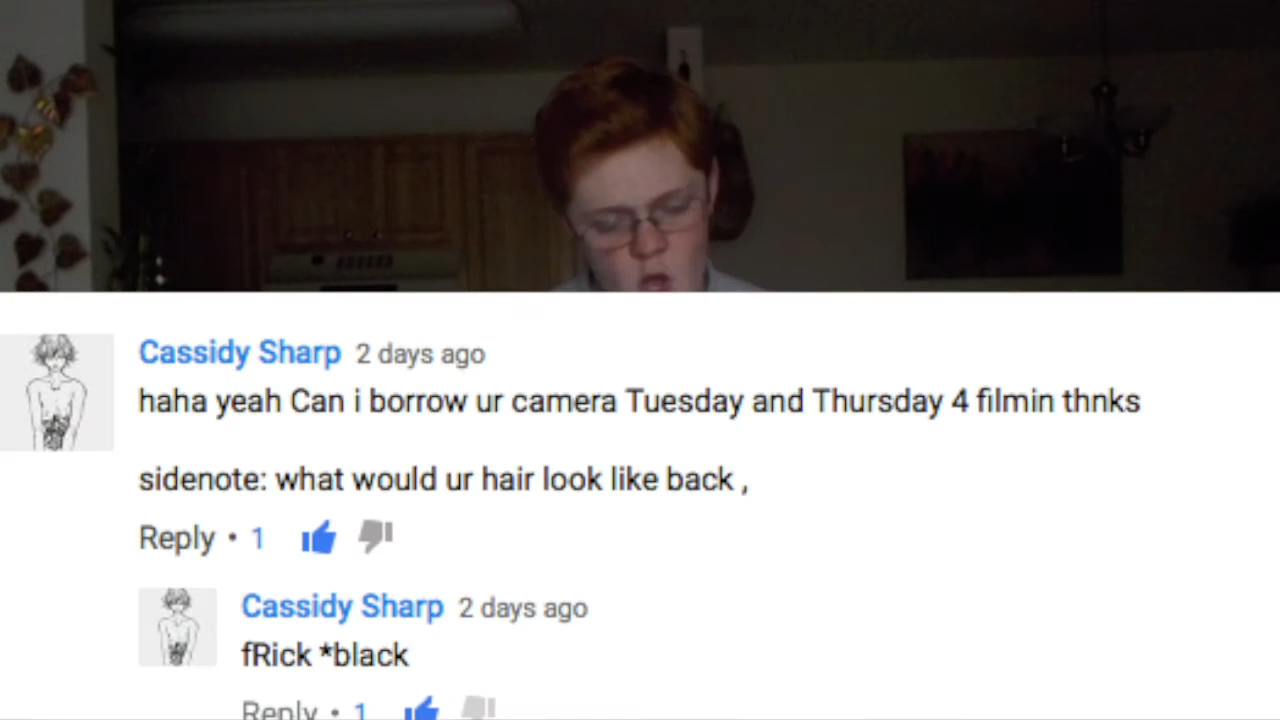 Cassidy Sharp 2 days ago
haha yeah Can i borrow ur camera Tuesday and Thursday 4 filmin thnks
sidenote: what would ur hair look like back ,
Reply • 1
Cassidy Sharp 2 days ago
fRick *black
Reply • 1